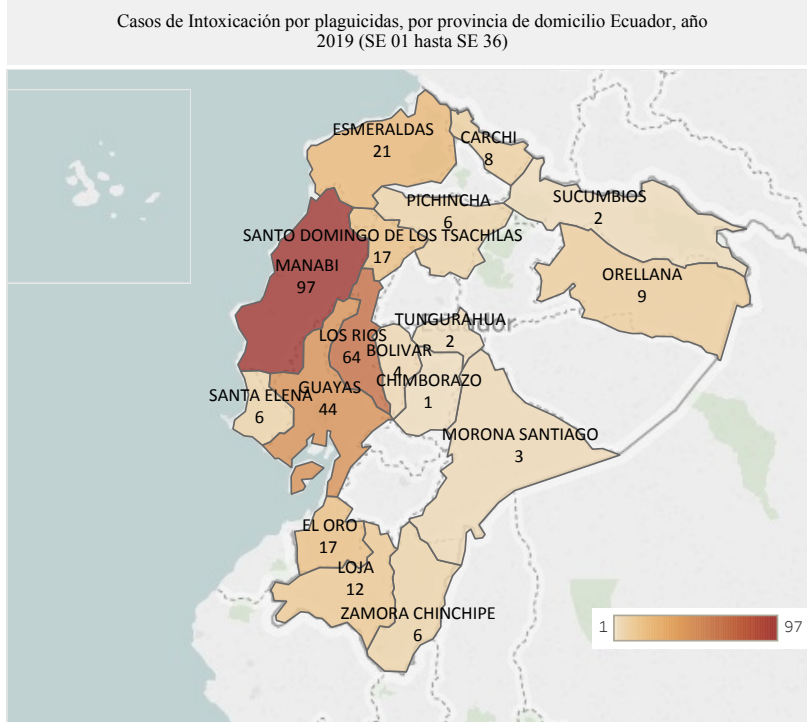 Casos de Intoxicación por plaguicidas, por provincia de domicilio Ecuador, año
2019 (SE 01 hasta SE 36)
ESMERALDAS
21
CARCHI
8
PICHINCHA
6
SUCUMBIOS
2
SANTO DOMINGO DE LOS TSACHILAS
17
MANABI
97
ORELLANA
9
TUNGURAHUA
2
Ecuador
LOS RIOS
64
BOLIVAR
4
CHIMBORAZO
1
SANTA ELENA
6
GUAYAS
44
MORONA SANTIAGO
3
EL ORO
17
LOJA
12
ZAMORA CHINCHIPE
6
1 97